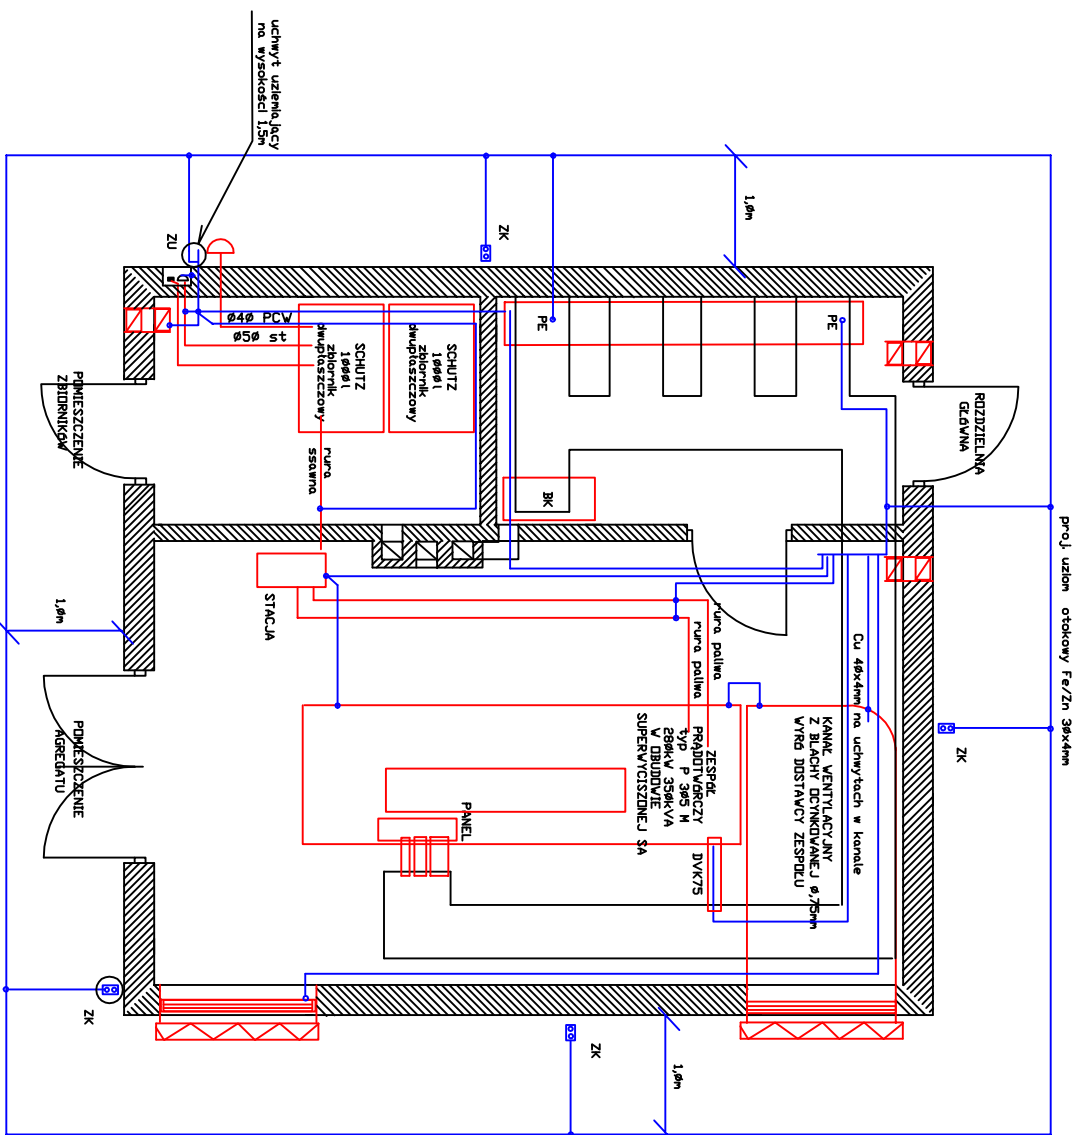 uchwyt uziemiający
na wysokości 1,5m
ZU
ZK
1,0m
PE
PE
ROZDZIELNIA
GŁÓWNA
Ø40 PCW
Ø50 st
SCHUTZ
1000 l
zbiornik
dwupłaszczowy
SCHUTZ
1000 l
zbiornik
dwupłaszczowy
POMIESZCZENIE
ZBIORNIKÓW
rura
ssawna
BK
proj. uziom otokowy Fe/Zn 30x4mm
STACJA
1,0m
rura paliwa
rura paliwa
Cu 40x4mm na uchwytach w kanale
KANAŁ WENTYLACYJNY
Z BLACHY OCYNKOWANEJ 0,75mm
WYRÓB DOSTAWCY ZESPOŁU
ZK
ZESPÓŁ
PRĄDOTWÓRCZY
typ P 305 M
280kW 350kVA
W OBUDOWIE
SUPERWYCISZONEJ SA
POMIESZCZENIE
AGREGATU
PANEL
DVK75
ZK
ZK
1,0m